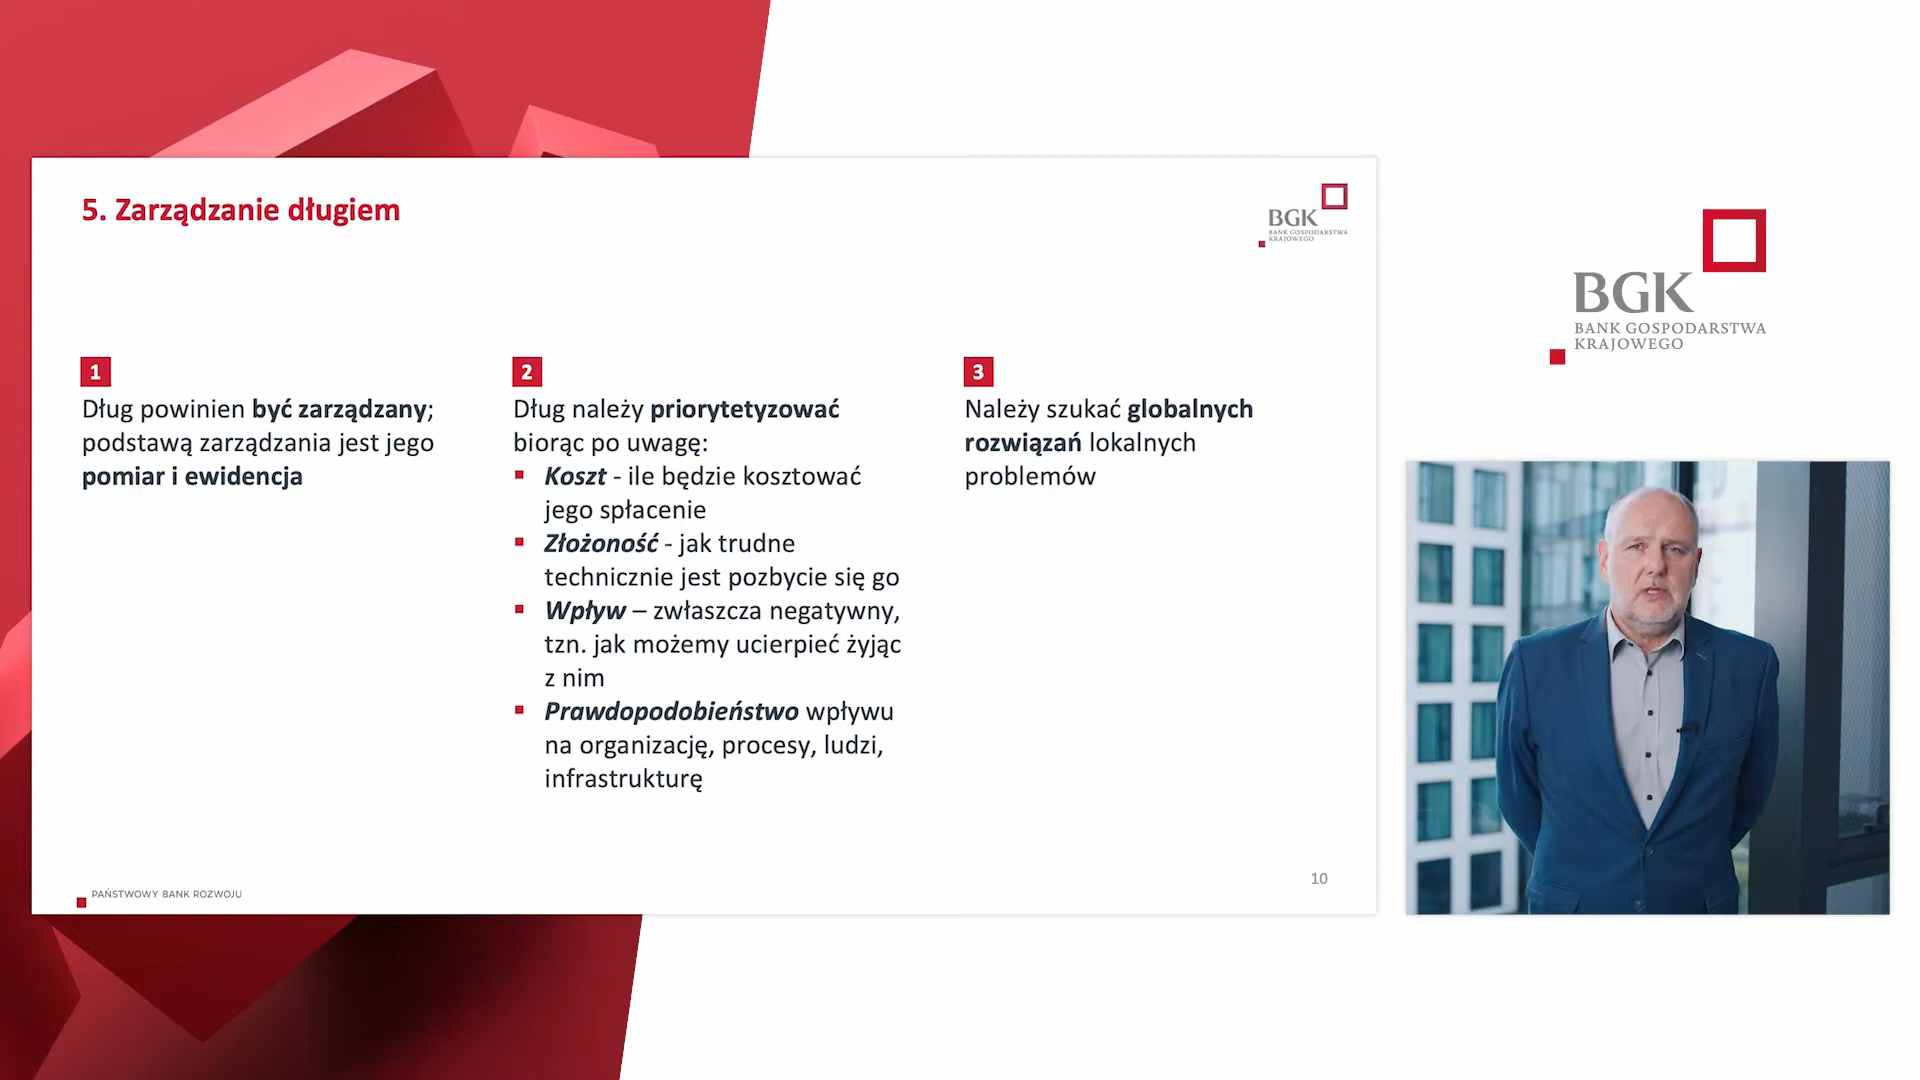 5. Zarządzanie długiem
BGK
BANK GOSPODARSTWA
KRAJOWEGO
1
Dług powinien być zarządzany;
podstawą zarządzania jest jego
pomiar i ewidencja
2
Dług należy priorytetyzować
biorąc po uwagę:
Koszt - ile będzie kosztować
jego spłacenie
Złożoność - jak trudne
technicznie jest pozbycie się go
Wpływ – zwłaszcza negatywny,
tzn. jak możemy ucierpieć żyjąc
z nim
Prawdopodobieństwo wpływu
na organizację, procesy, ludzi,
infrastrukturę
3
Należy szukać globalnych
rozwiązań lokalnych
problemów
PAŃSTWOWY BANK ROZWOJU
10
BGK
BANK GOSPODARSTWA
KRAJOWEGO